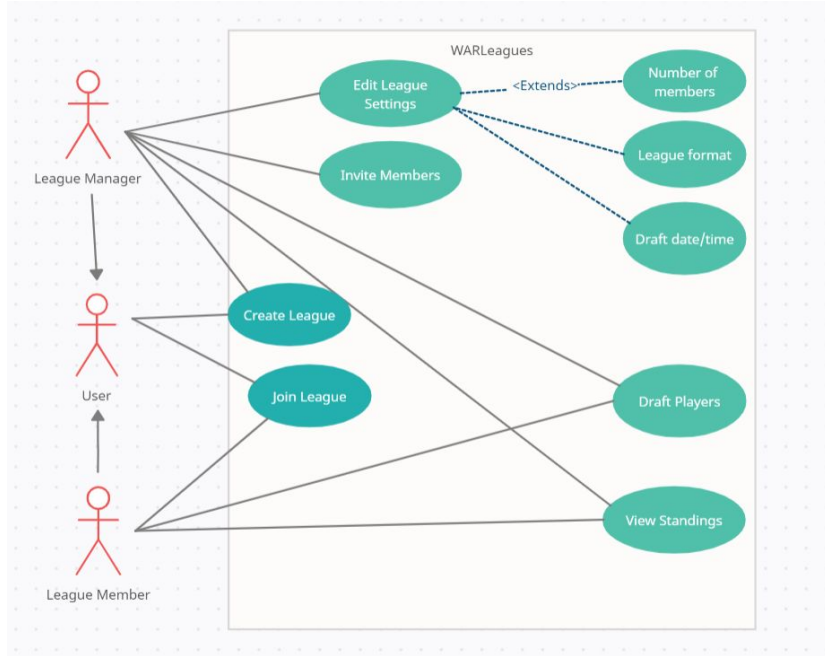 WARLeagues
Edit League
Settings
<Extends>
Number of
members
League Manager
Invite Members
League format
Draft date/time
Create League
User
Join League
Draft Players
View Standings
League Member